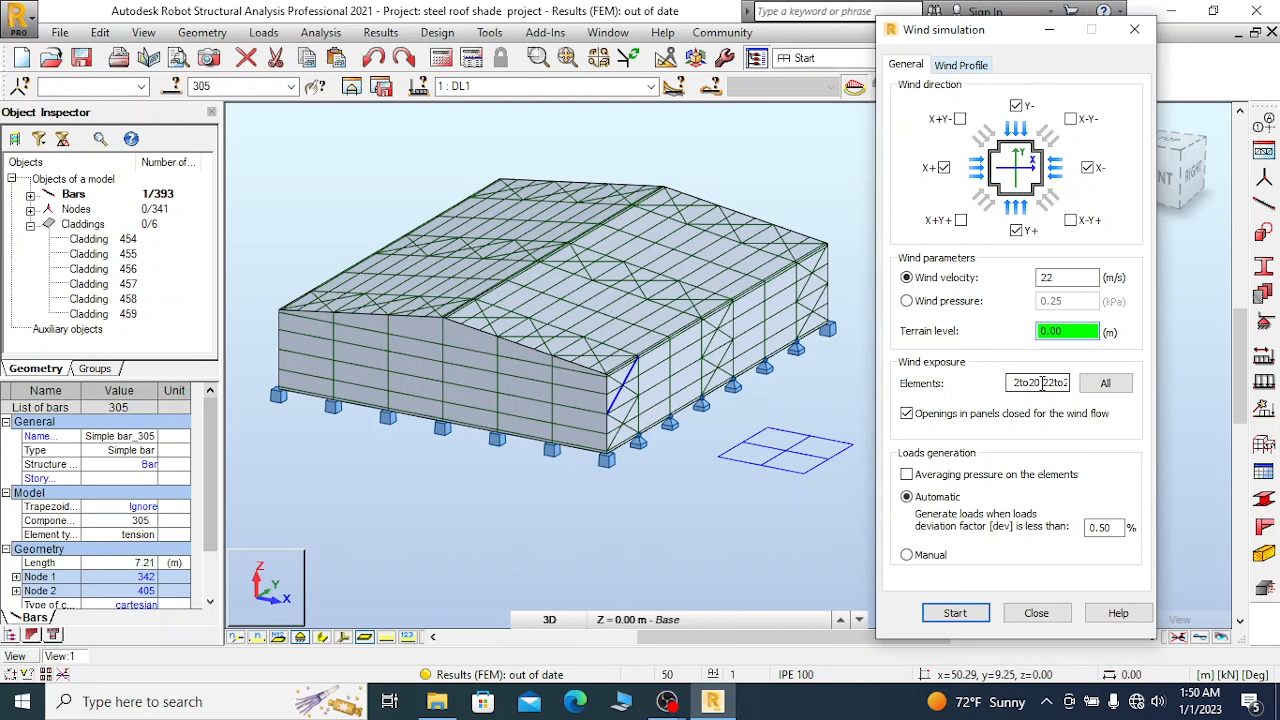 Autodesk Robot Structural Analysis Professional 2021 - Project: steel roof shade project - Results (FEM): out of date
Type a keyword or phrase
Sign In
PRO
File Edit View Geometry Loads Analysis Results Design Tools Add-Ins Window Help Community
Start
305
1 : DL1
Object Inspector
Objects Number of...
Objects of a model
Bars 1/393
Nodes 0/341
Claddings 0/6
Cladding 454
Cladding 455
Cladding 456
Cladding 457
Cladding 458
Cladding 459
Auxiliary objects
Geometry Groups
Name Value Unit
List of bars 305
General
Name... Simple bar_305
Type Simple bar
Structure ... Bar
Story...
Model
Trapezoid... Ignore
Compone... 305
Element ty... tension
Geometry
Length 7.21 (m)
Node 1 342
Node 2 405
Type of c... cartesian
Bars
Z
Y
X
3D Z = 0.00 m - Base
View
NT RIGHT
Wind simulation
General Wind Profile
Wind direction
Y-
X+Y- X-Y-
X+ Y X X-
X+Y+ X-Y+
Y+
Wind parameters
Wind velocity: 22 (m/s)
Wind pressure: 0.25 (kPa)
Terrain level: 0.00 (m)
Wind exposure
Elements: 2to20 22to2 All
Openings in panels closed for the wind flow
Loads generation
Averaging pressure on the elements
Automatic
Generate loads when loads
deviation factor [dev] is less than: 0.50 %
Manual
Start Close Help
View View:1
Results (FEM): out of date 50 1 IPE 100 x=50.29, y=9.25, z=0.00 0.00 [m] [kN] [Deg]
Type here to search
72°F Sunny
1:50 AM
1/1/2023
5